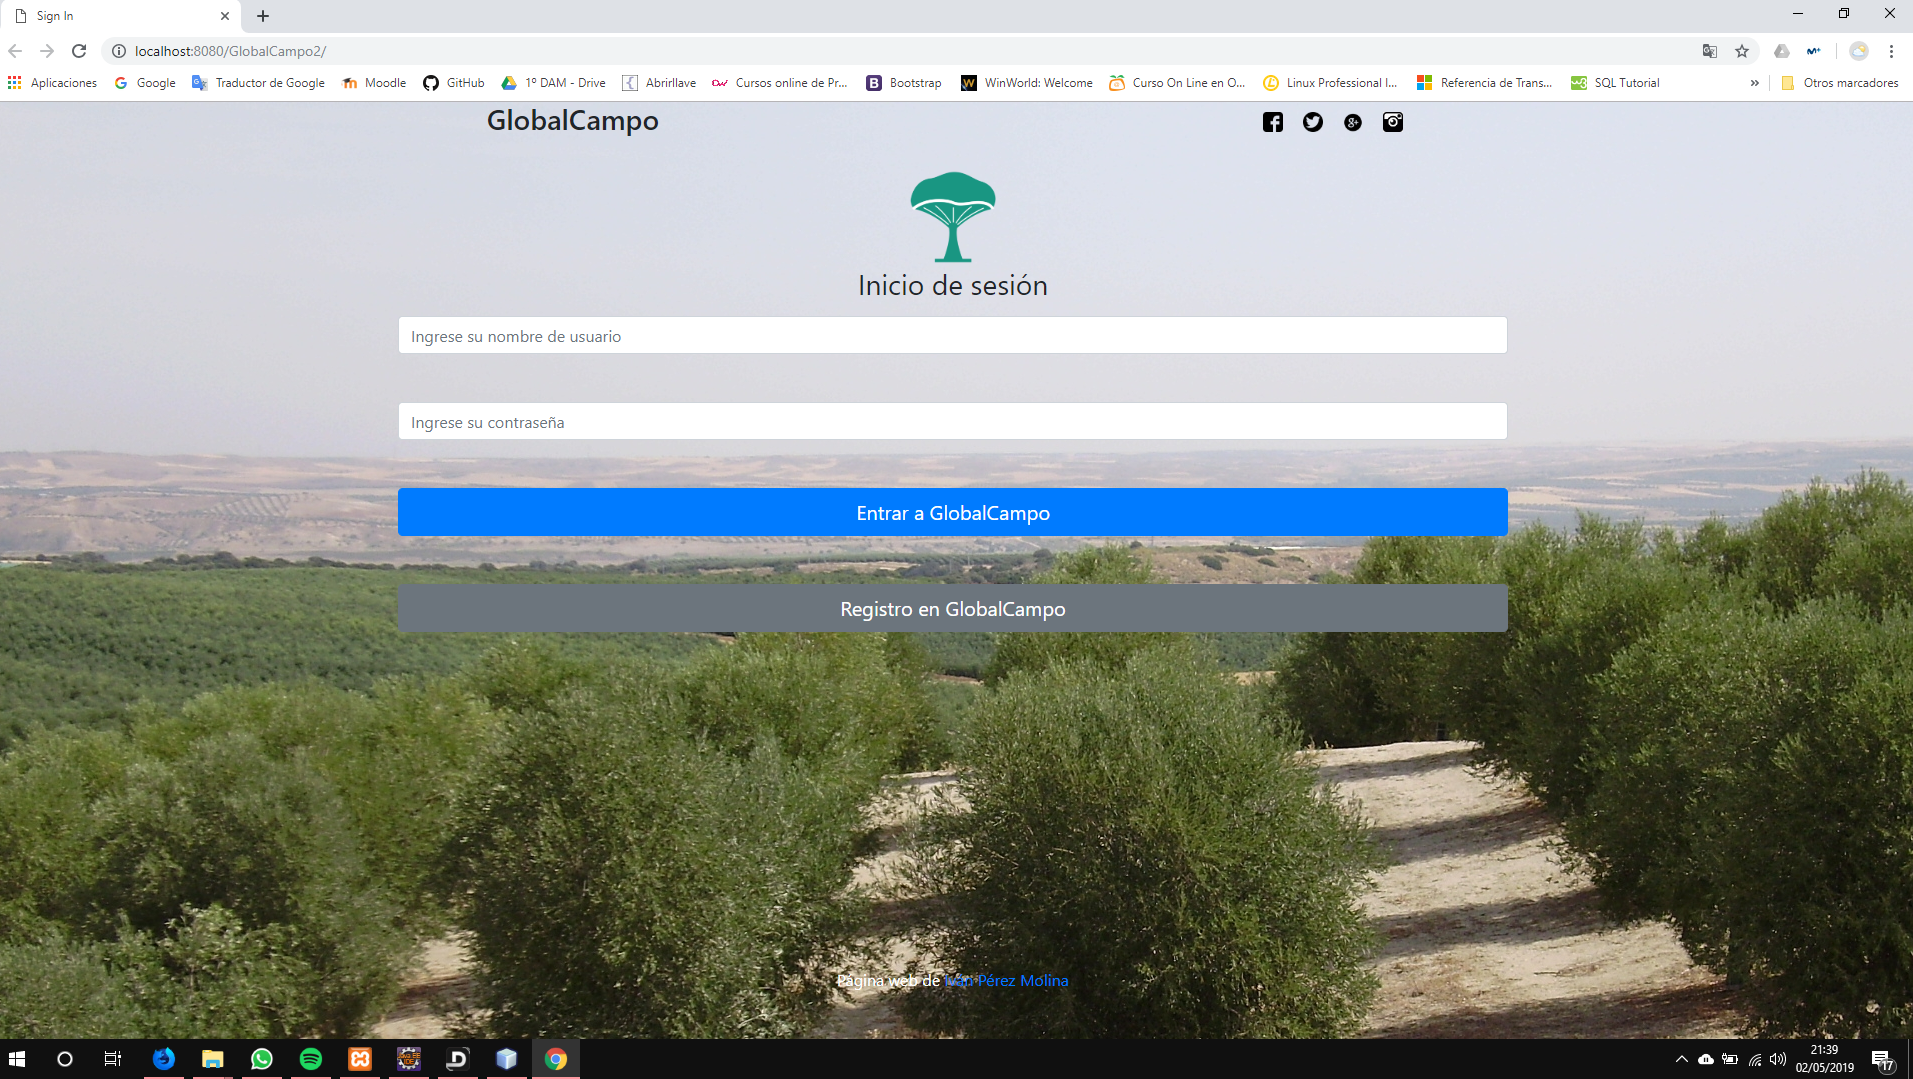 Sign In
localhost:8080/GlobalCampo2/
Aplicaciones
Google
Traductor de Google
Moodle
GitHub
1º DAM - Drive
Abrirllave
Cursos online de Pr...
Bootstrap
WinWorld: Welcome
Curso On Line en O...
Linux Professional I...
Referencia de Trans...
SQL Tutorial
Otros marcadores
GlobalCampo
Inicio de sesión
Ingrese su nombre de usuario
Ingrese su contraseña
Entrar a GlobalCampo
Registro en GlobalCampo
Página web de Iván Pérez Molina
21:39
02/05/2019
17